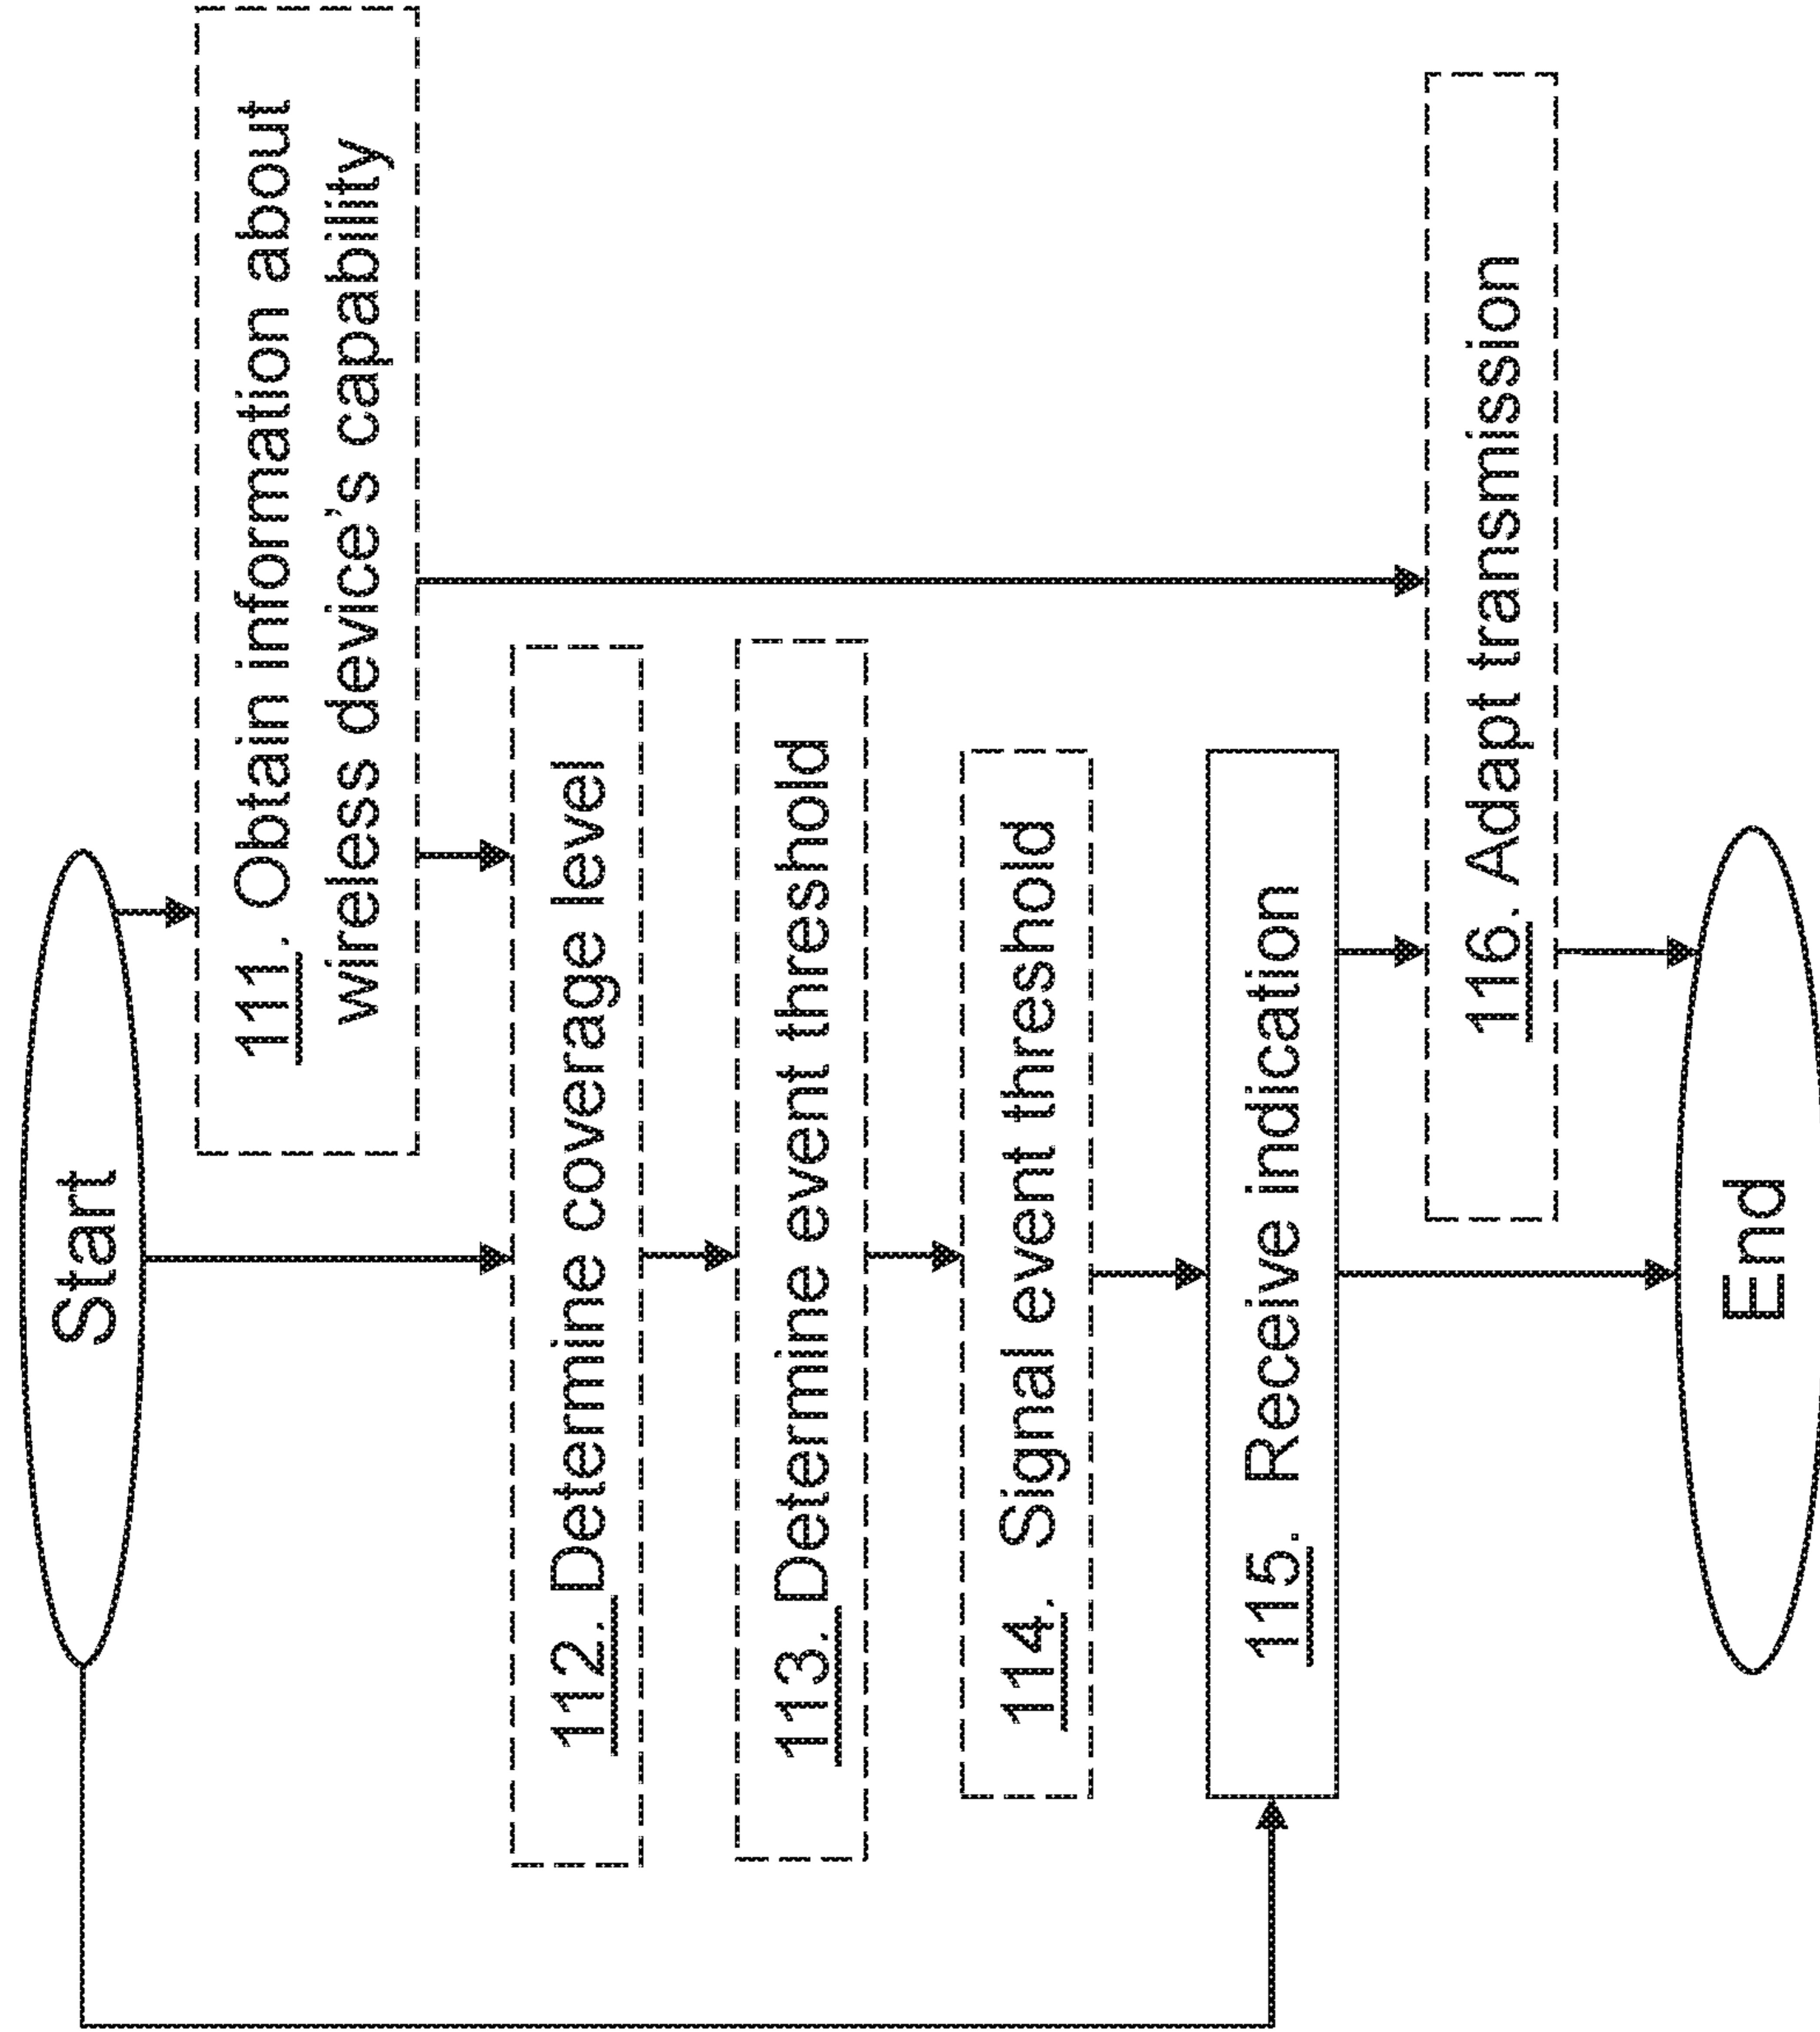 Start
111. Obtain information about
wireless device's capability
112. Determine coverage level
113. Determine event threshold
114. Signal event threshold
115. Receive indication
116. Adapt transmission
End